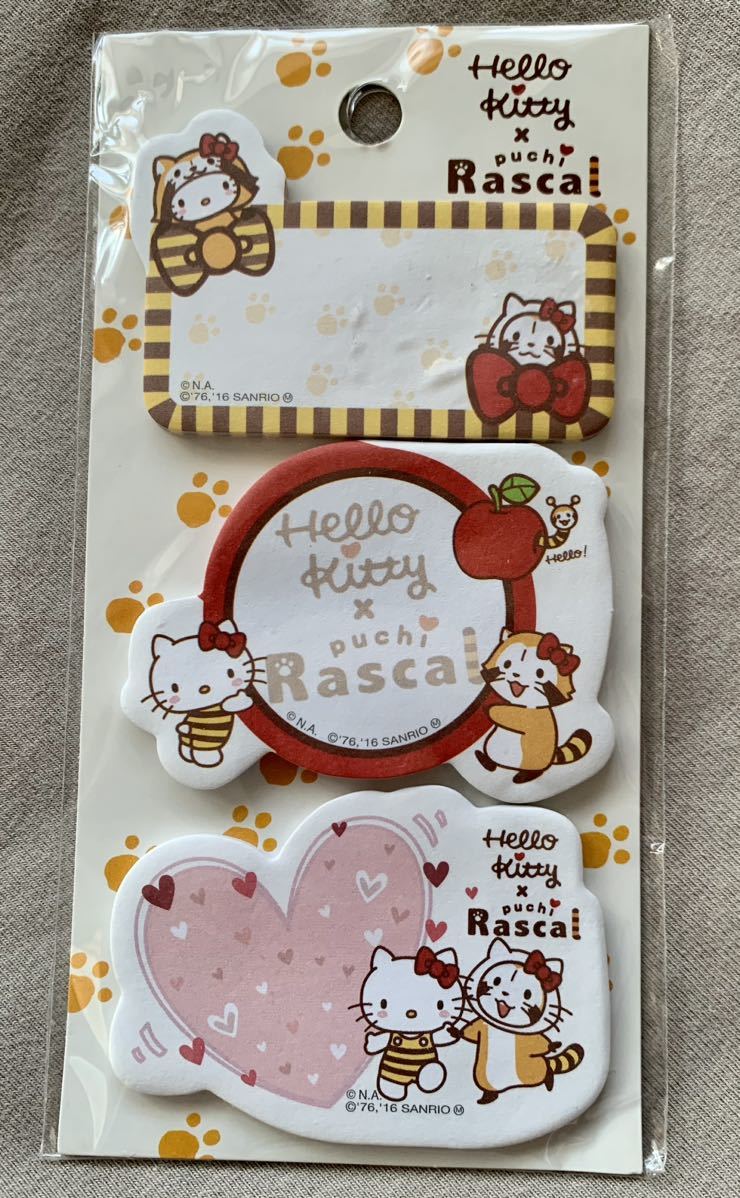 Hello
Kitty
x
puchi
Rascal
© N.A.
©'76,'16 SANRIO Ⓜ
Hello
Kitty
x
puchi
Rascal
Hello!
© N.A.
©'76,'16 SANRIO Ⓜ
Hello
Kitty
x
puchi
Rascal
© N.A.
©'76,'16 SANRIO Ⓜ